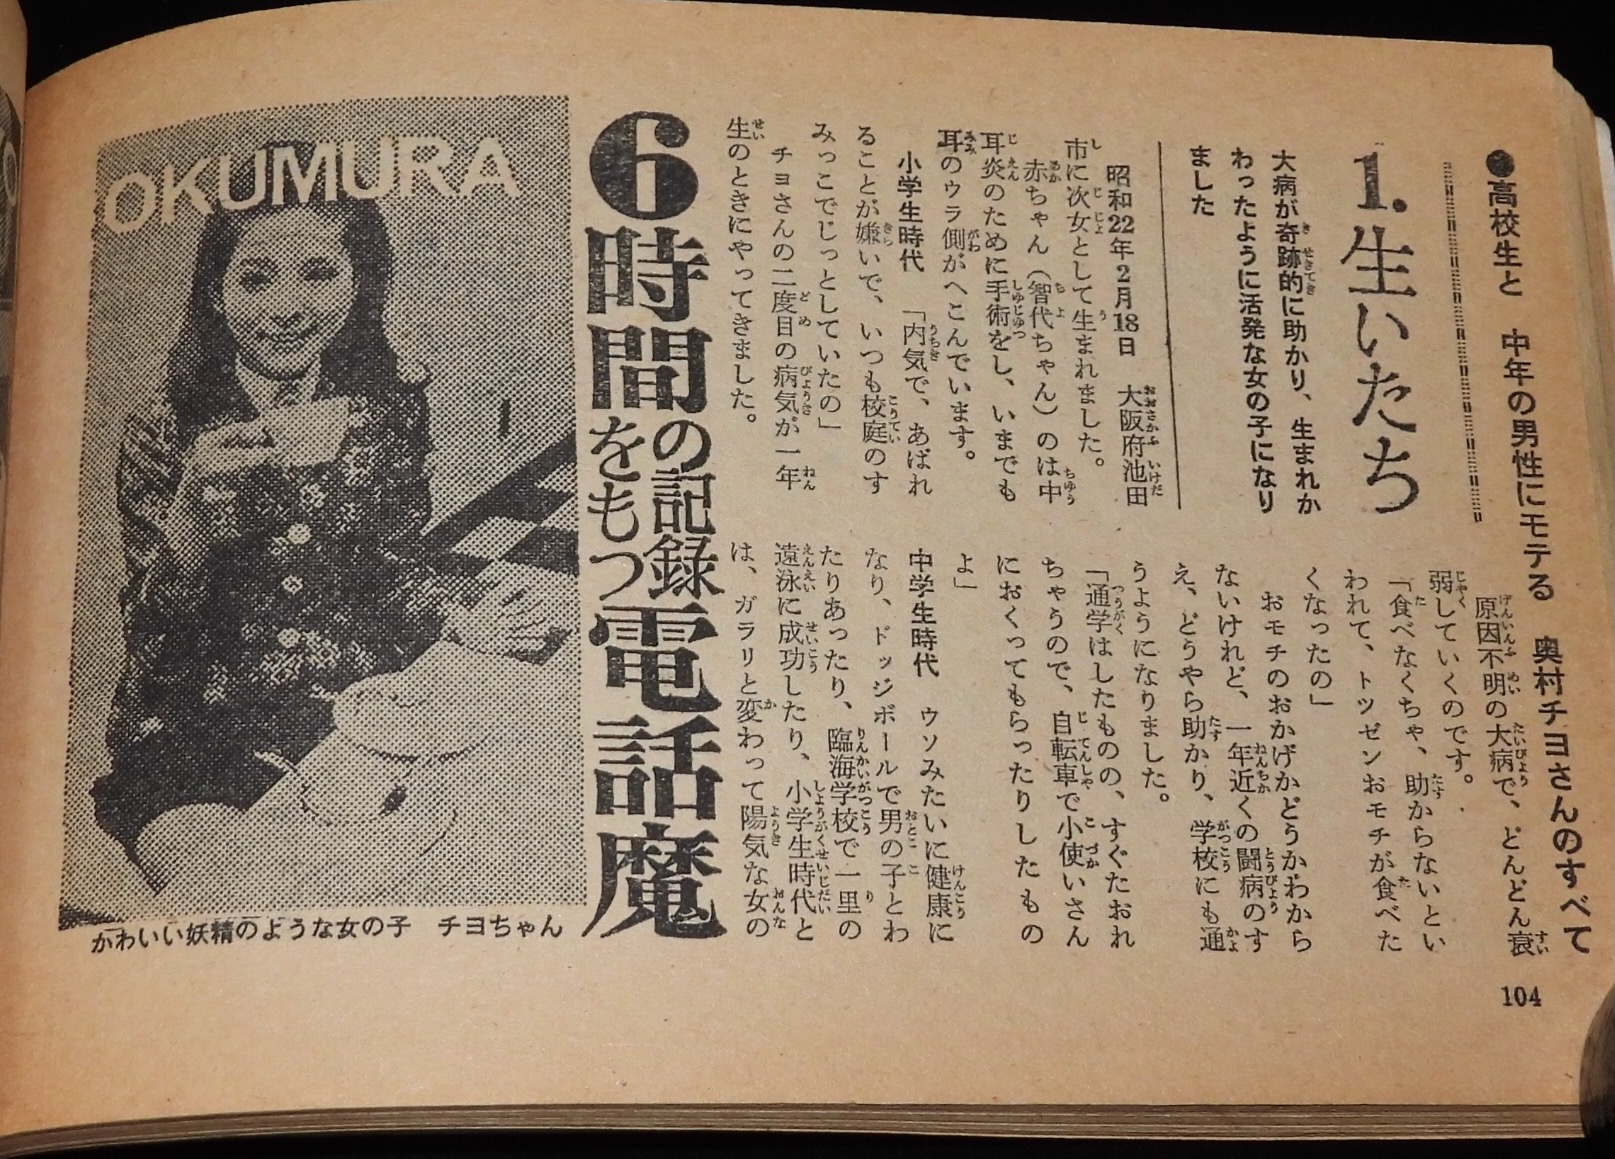 ●高校生と 中年の男性にモテる 奥村チヨさんのすべて
1.生いたち
大病が奇跡的に助かり、生まれか
わったように活発な女の子になり
ました
昭和22年2月18日 大阪府池田
市に次女として生まれました。
赤ちゃん(智代ちゃん)のは中
耳炎のために手術をし、いまでも
耳のウラ側がへこんでいます。
小学生時代 「内気で、あばれ
ることが嫌いで、いつも校庭のす
みっこでじっとしていたの」
チヨさんの二度目の病気が一年
生のときにやってきました。
原因不明の大病で、どんどん衰
弱していくのです。
「食べなくちゃ、助からないとい
われて、トツゼンおモチが食べた
くなったの」
おモチのおかげかどうかわから
ないけれど、一年近くの闘病のす
え、どうやら助かり、学校にも通
うようになりました。
「通学はしたものの、すぐたおれ
ちゃうので、自転車で小使いさん
におくってもらったりしたもの
よ」
中学生時代 ウソみたいに健康に
なり、ドッジボールで男の子とわ
たりあったり、臨海学校で一里の
遠泳に成功したり、小学生時代と
は、ガラリと変わって陽気な女の
6時間の記録をもつ電話魔
OKUMURA
かわいい妖精のような女の子 チヨちゃん
104